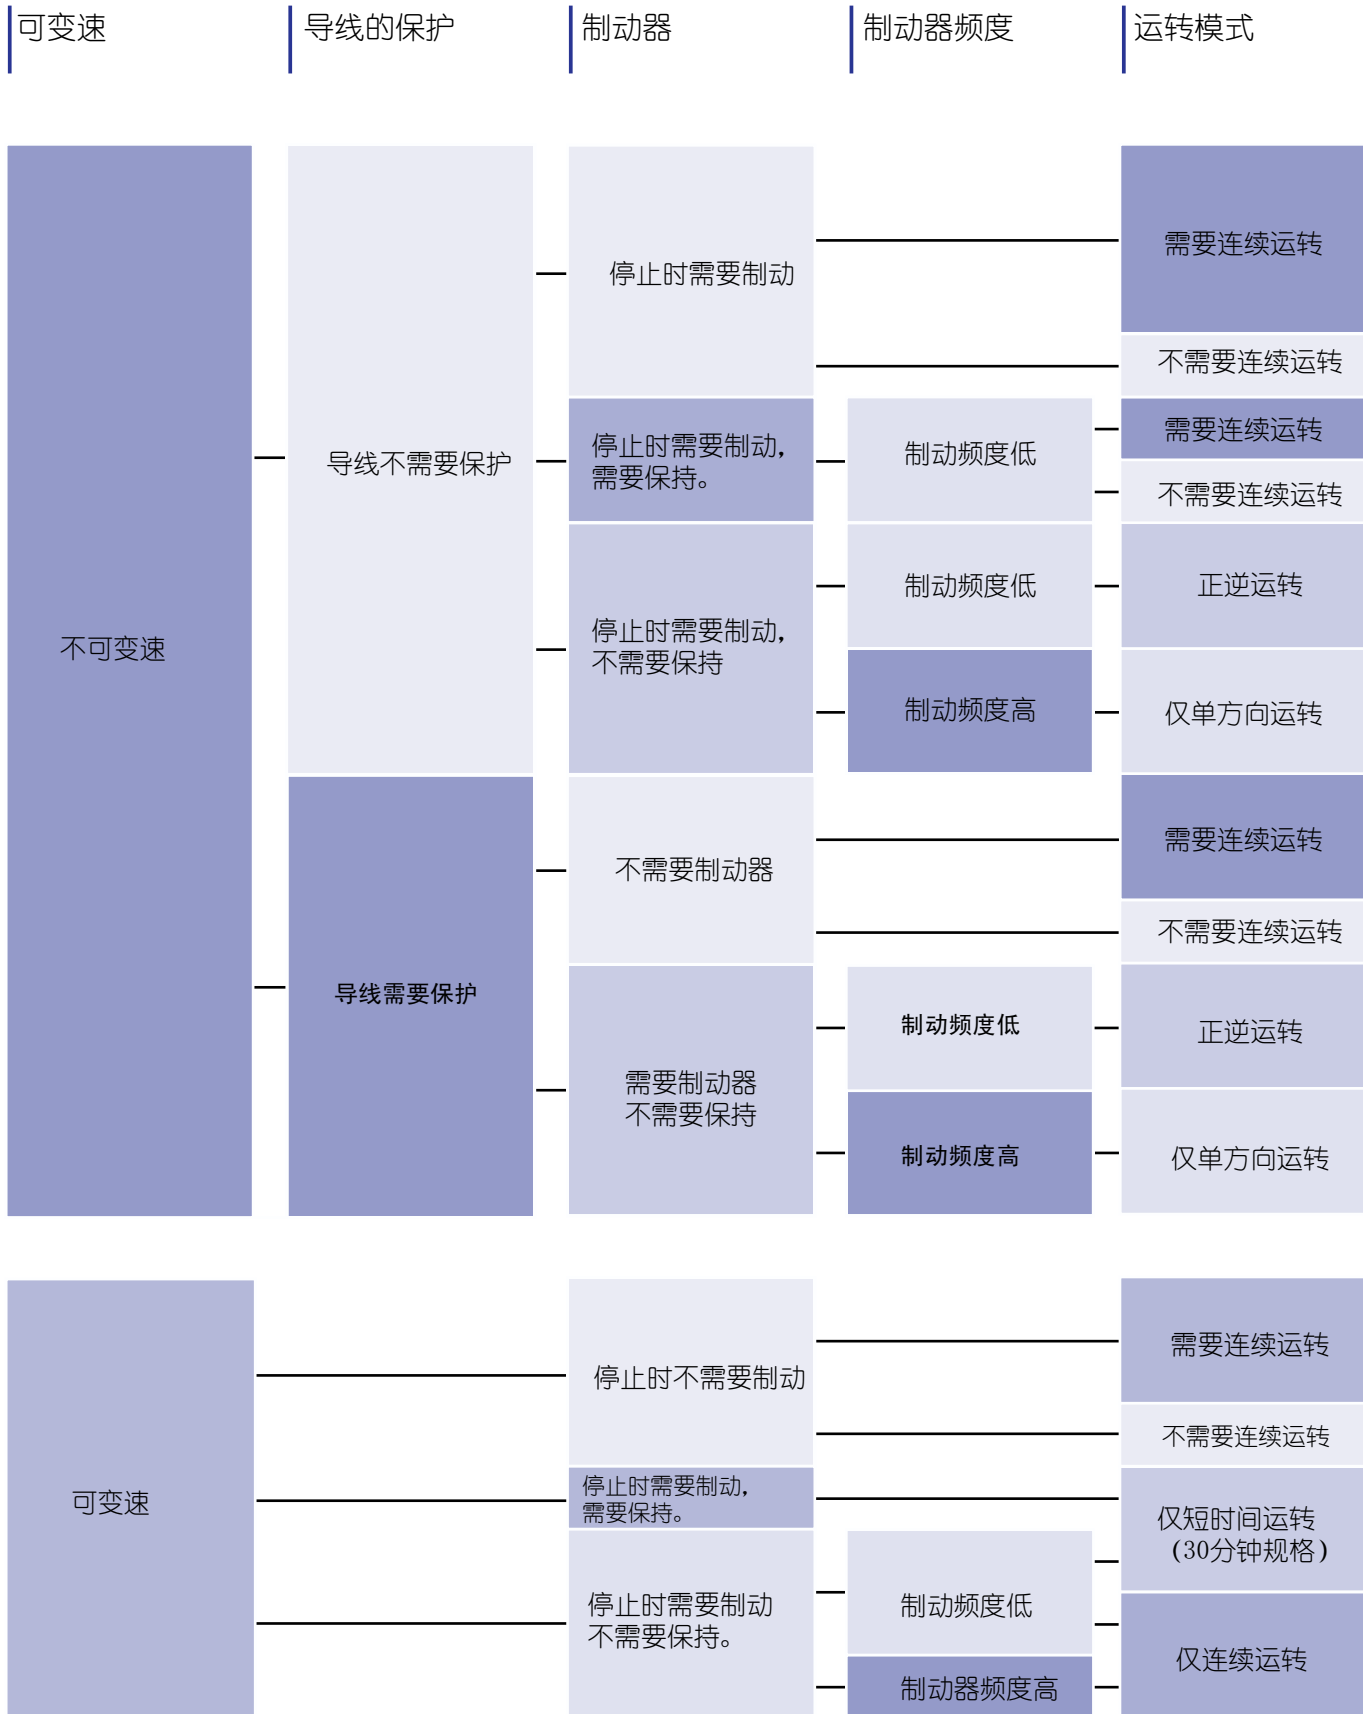 可变速
导线的保护
制动器
制动器频度
运转模式
不可变速
导线不需要保护
停止时需要制动
需要连续运转
不需要连续运转
停止时需要制动，
需要保持。
制动频度低
需要连续运转
不需要连续运转
停止时需要制动，
不需要保持
制动频度低
正逆运转
制动频度高
仅单方向运转
导线需要保护
不需要制动器
需要连续运转
不需要连续运转
需要制动器
不需要保持
制动频度低
正逆运转
制动频度高
仅单方向运转
可变速
停止时不需要制动
需要连续运转
不需要连续运转
停止时需要制动，
需要保持。
仅短时间运转
（30分钟规格）
停止时需要制动
不需要保持。
制动频度低
仅连续运转
制动器频度高